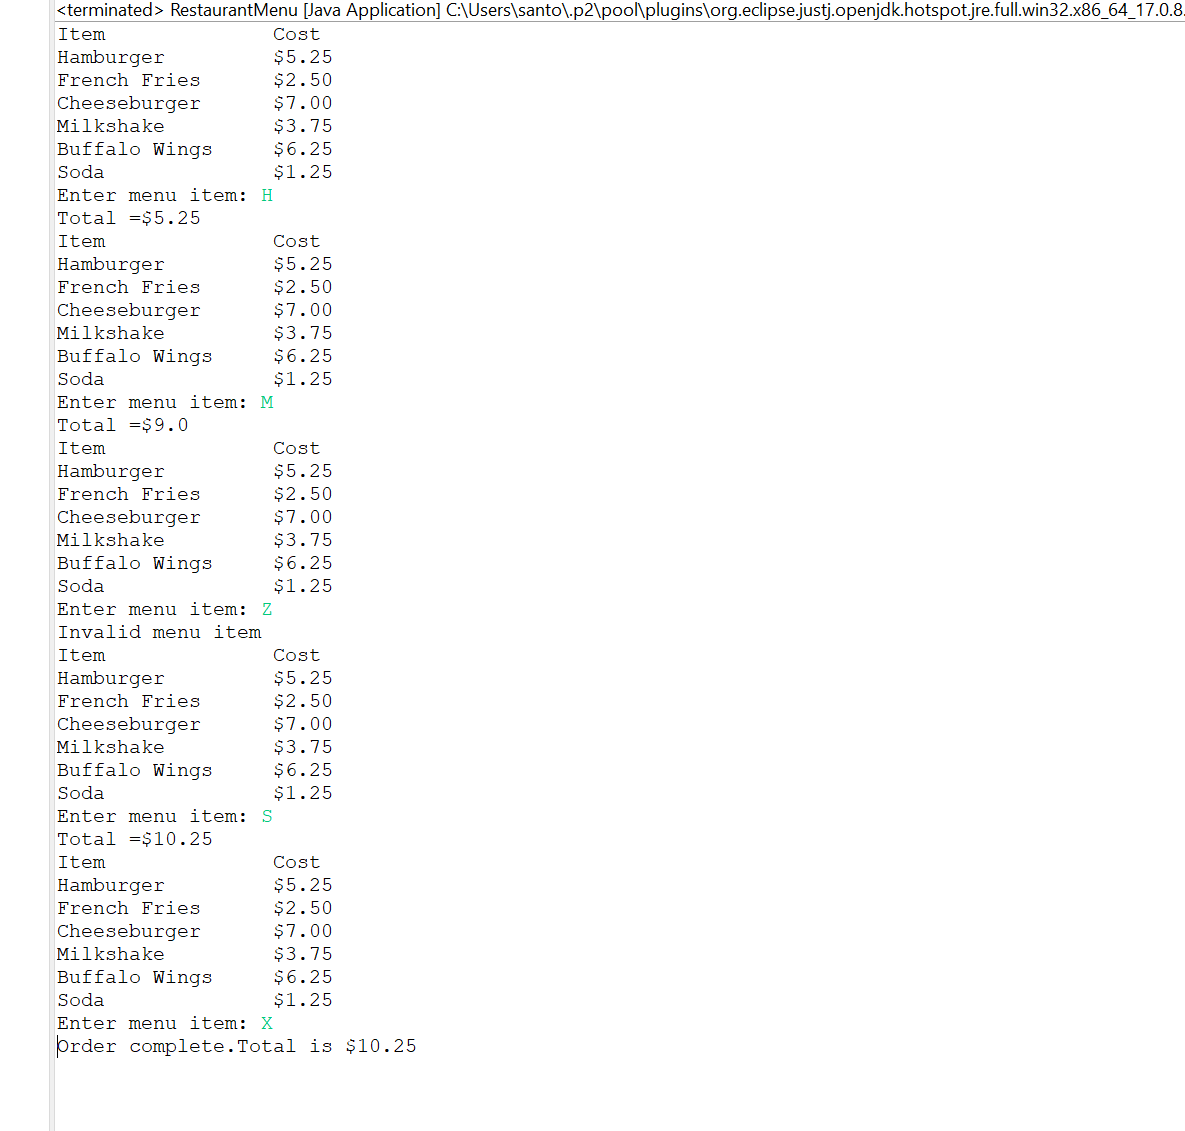 <terminated> RestaurantMenu [Java Application] C:\Users\santo\.p2\pool\plugins\org.eclipse.justj.openjdk.hotspot.jre.full.win32.x86_64_17.0.8.
Item Cost
Hamburger $5.25
French Fries $2.50
Cheeseburger $7.00
Milkshake $3.75
Buffalo Wings $6.25
Soda $1.25
Enter menu item: H
Total =$5.25
Item Cost
Hamburger $5.25
French Fries $2.50
Cheeseburger $7.00
Milkshake $3.75
Buffalo Wings $6.25
Soda $1.25
Enter menu item: M
Total =$9.0
Item Cost
Hamburger $5.25
French Fries $2.50
Cheeseburger $7.00
Milkshake $3.75
Buffalo Wings $6.25
Soda $1.25
Enter menu item: Z
Invalid menu item
Item Cost
Hamburger $5.25
French Fries $2.50
Cheeseburger $7.00
Milkshake $3.75
Buffalo Wings $6.25
Soda $1.25
Enter menu item: S
Total =$10.25
Item Cost
Hamburger $5.25
French Fries $2.50
Cheeseburger $7.00
Milkshake $3.75
Buffalo Wings $6.25
Soda $1.25
Enter menu item: X
Order complete.Total is $10.25